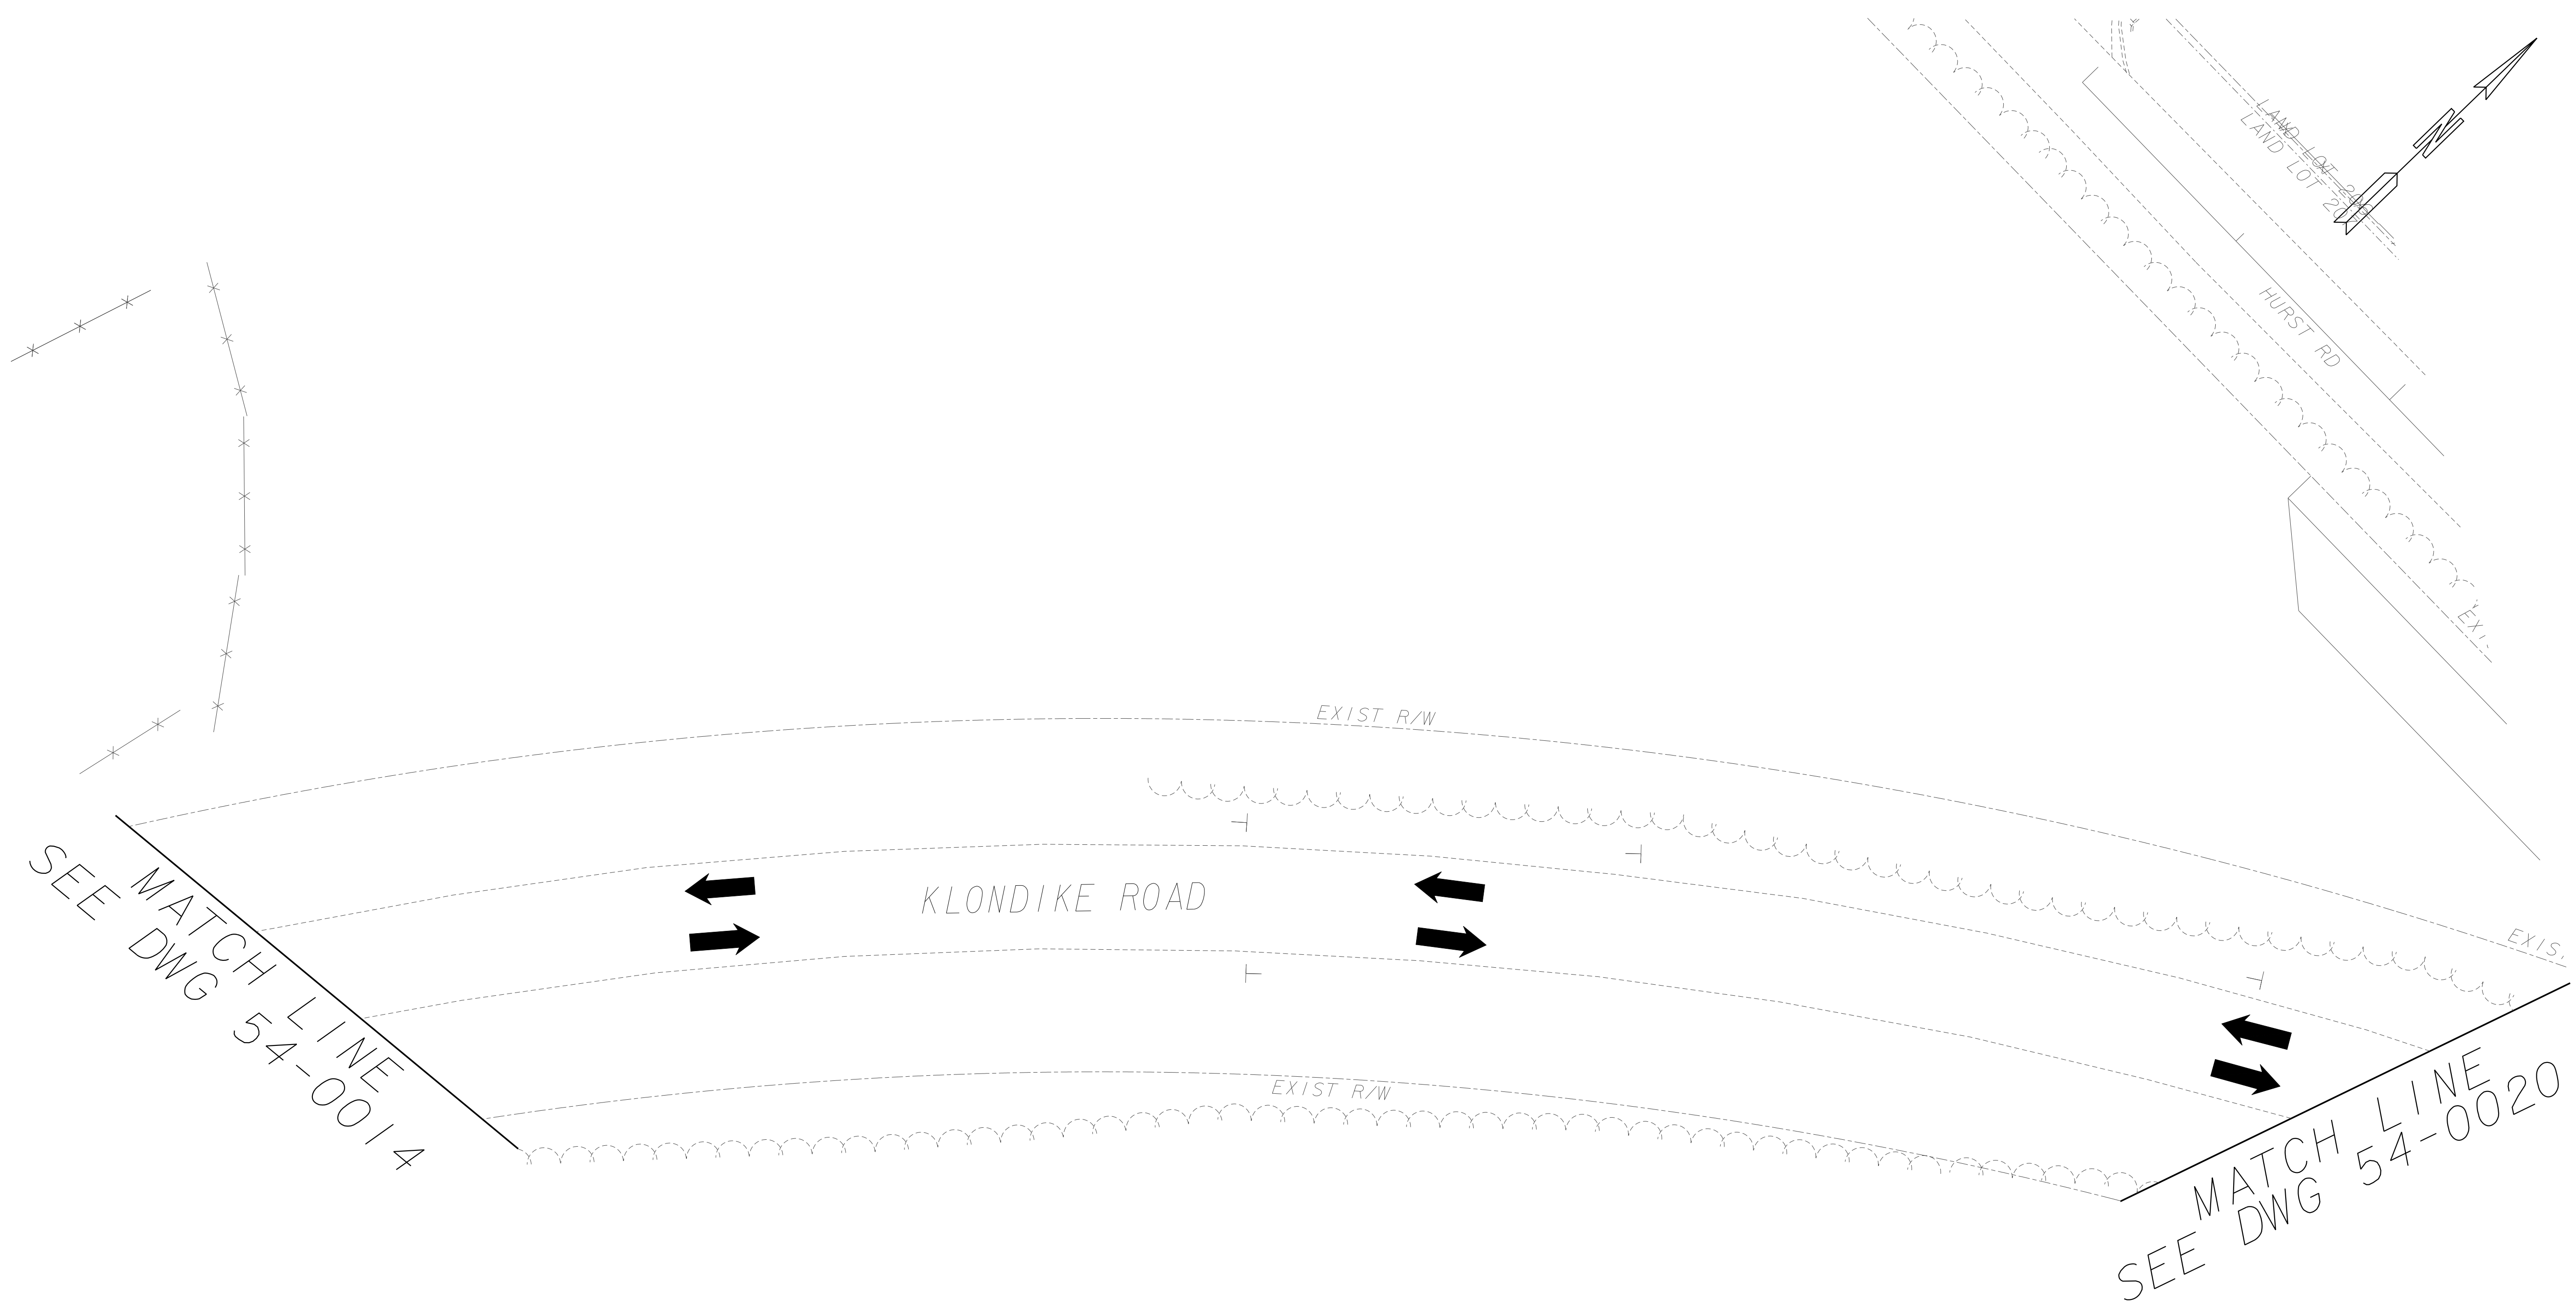 LAND LOT
LAND LOT
N
HURST RD
EXIST R/W
KLONDIKE ROAD
EXIST R/W
MATCH LINE
SEE DWG 54-0014
MATCH LINE
SEE DWG 54-0020